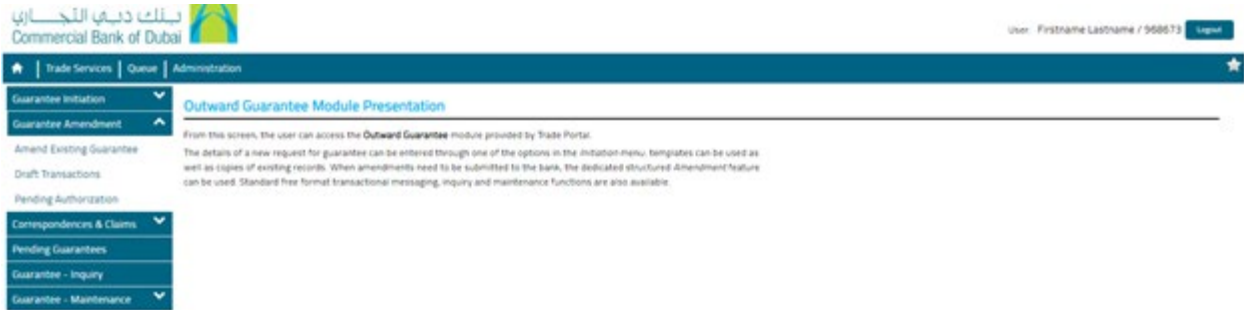 بنك دبي التجاري
Commercial Bank of Dubai
User: Firstname Lastname / 968673 Logout
Trade Services | Queue | Administration
Guarantee Initiation
Guarantee Amendment
Amend Existing Guarantee
Draft Transactions
Pending Authorization
Correspondences & Claims
Pending Guarantees
Guarantee - Inquiry
Guarantee - Maintenance
Outward Guarantee Module Presentation
From this screen, the user can access the Outward Guarantee module provided by Trade Portal.
The details of a new request for guarantee can be entered through one of the options in the Initiation menu: templates can be used as
well as copies of existing records. When amendments need to be submitted to the bank, the dedicated structured Amendment feature
can be used. Standard free format transactional messaging, inquiry and maintenance functions are also available.